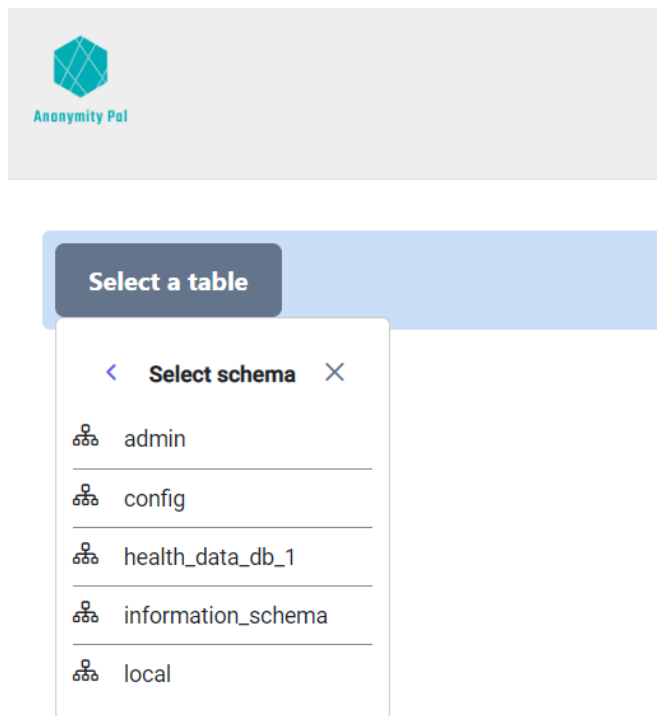 Anonymity Pal
Select a table
Select schema
admin
config
health_data_db_1
information_schema
local